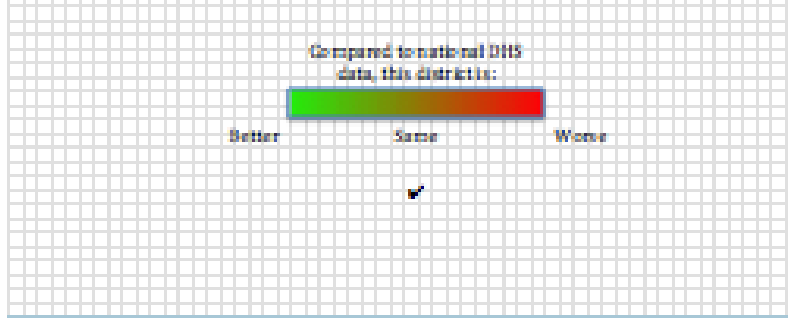 Compared to national DHS
data, this district is:
Better Same Worse
✔